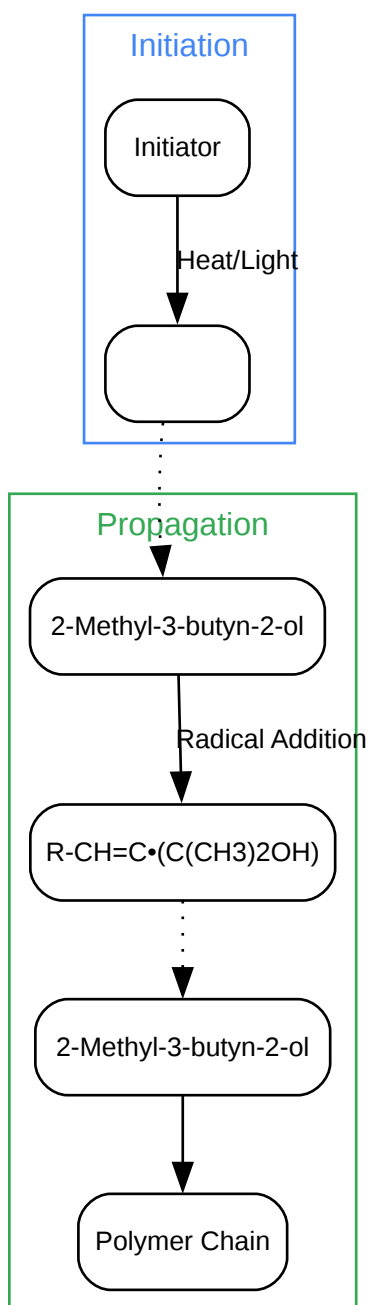 Initiation
Initiator
Heat/Light
Propagation
2-Methyl-3-butyn-2-ol
Radical Addition
R-CH=C•(C(CH3)2OH)
2-Methyl-3-butyn-2-ol
Polymer Chain